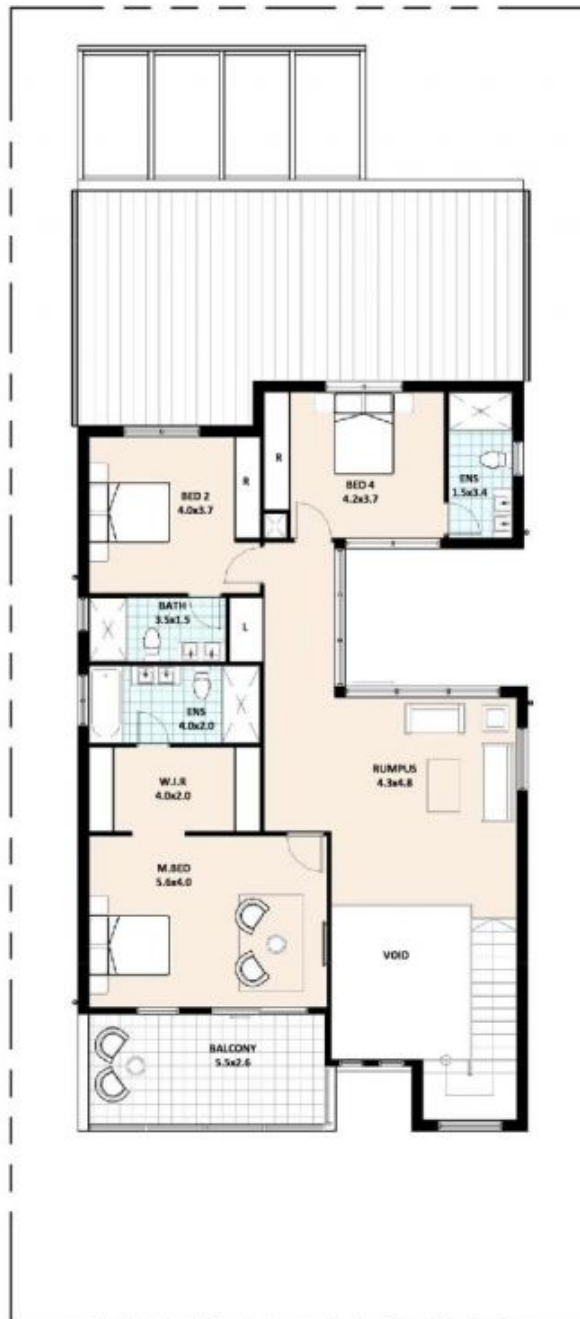 R
BED 4
4.2x3.7
ENS
1.5x3.4
BED 2
4.0x3.7
R
BATH
3.5x1.5
L
ENS
4.0x2.0
W.I.R
4.0x2.0
RUMPUS
4.3x4.8
M.BED
5.6x4.0
VOID
BALCONY
5.5x2.6